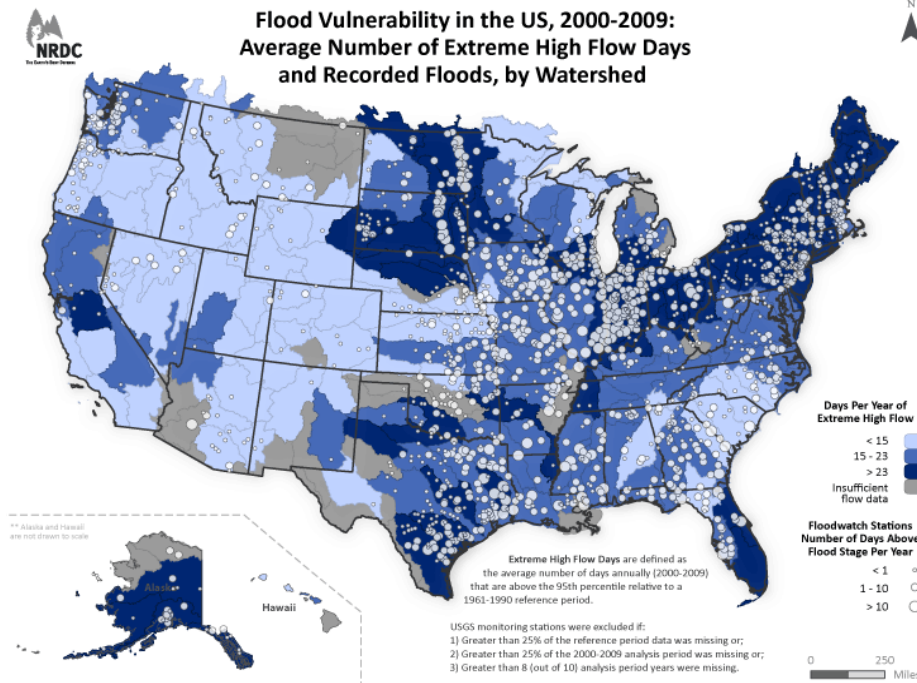 Flood Vulnerability in the US, 2000-2009:
Average Number of Extreme High Flow Days
and Recorded Floods, by Watershed
N
NRDC
The Earth's Best Defense
Days Per Year of
Extreme High Flow
< 15
15 - 23
> 23
Insufficient
flow data
** Alaska and Hawaii
are not drawn to scale
Floodwatch Stations
Number of Days Above
Flood Stage Per Year
< 1
1 - 10
> 10
Alaska
Hawaii
Extreme High Flow Days are defined as
the average number of days annually (2000-2009)
that are above the 95th percentile relative to a
1961-1990 reference period.
USGS monitoring stations were excluded if:
1) Greater than 25% of the reference period data was missing or;
2) Greater than 25% of the 2000-2009 analysis period was missing or;
3) Greater than 8 (out of 10) analysis period years were missing.
0 250
Miles